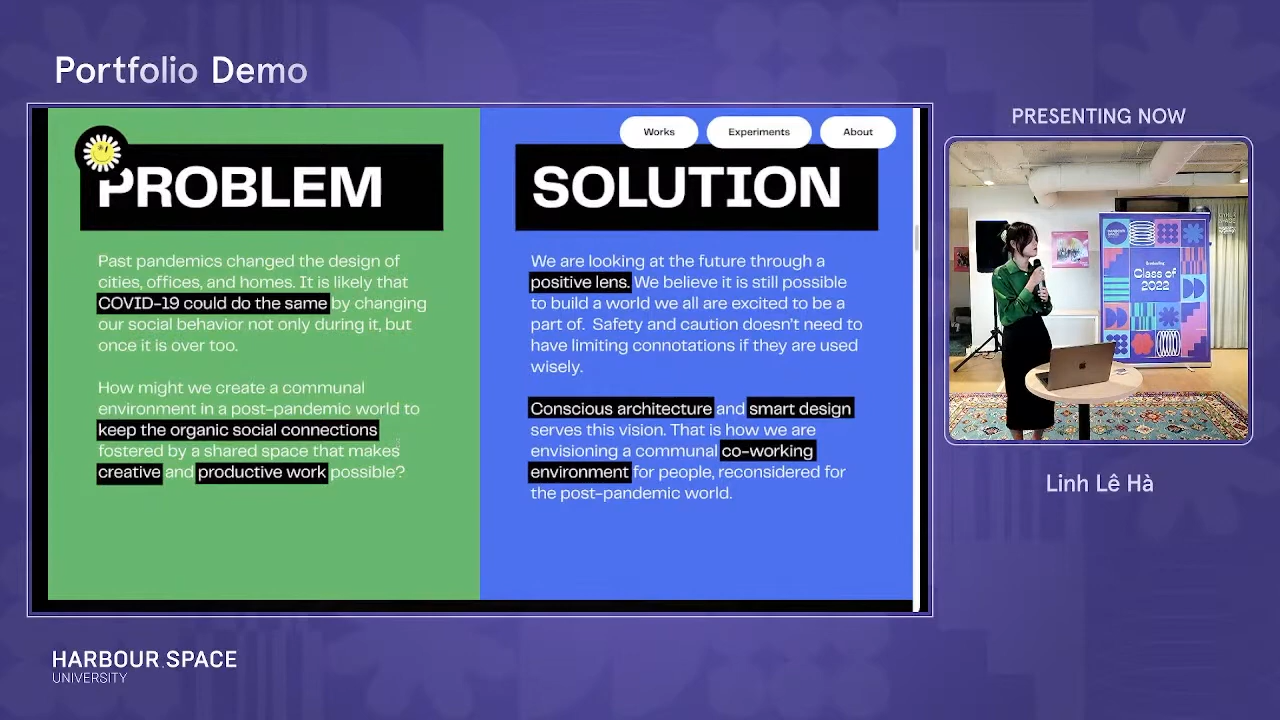 Portfolio Demo
Works
Experiments
About
PROBLEM
Past pandemics changed the design of
cities, offices, and homes. It is likely that
COVID-19 could do the same by changing
our social behavior not only during it, but
once it is over too.
How might we create a communal
environment in a post-pandemic world to
keep the organic social connections
fostered by a shared space that makes
creative and productive work possible?
SOLUTION
We are looking at the future through a
positive lens. We believe it is still possible
to build a world we all are excited to be a
part of. Safety and caution doesn't need to
have limiting connotations if they are used
wisely.
Conscious architecture and smart design
serves this vision. That is how we are
envisioning a communal co-working
environment for people, reconsidered for
the post-pandemic world.
PRESENTING NOW
Class of
2022
Linh Lê Hà
HARBOUR.SPACE
UNIVERSITY